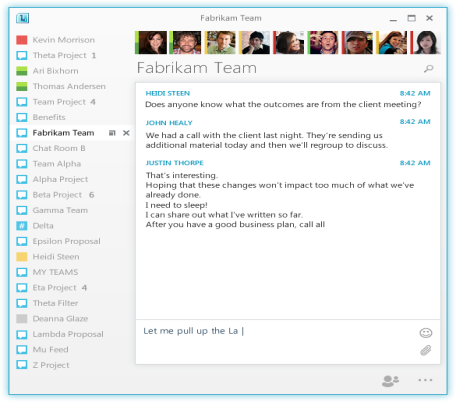 Fabrikam Team
Kevin Morrison
Theta Project 1
Ari Bixhorn
Thomas Andersen
Team Project 4
Benefits
Fabrikam Team
Chat Room B
Team Alpha
Alpha Project
Beta Project 6
Gamma Team
# Delta
Epsilon Proposal
Heidi Steen
MY TEAMS
Eta Project 4
Theta Filter
Deanna Glaze
Lambda Proposal
Mu Feed
Z Project
Fabrikam Team
HEIDI STEEN 8:42 AM
Does anyone know what the outcomes are from the client meeting?
JOHN HEALY 8:42 AM
We had a call with the client last night. They're sending us
additional material today and then we'll regroup to discuss.
JUSTIN THORPE 8:42 AM
That's interesting.
Hoping that these changes won't impact too much of what we've
already done.
I need to sleep!
I can share out what I've written so far.
After you have a good business plan, call all
Let me pull up the La